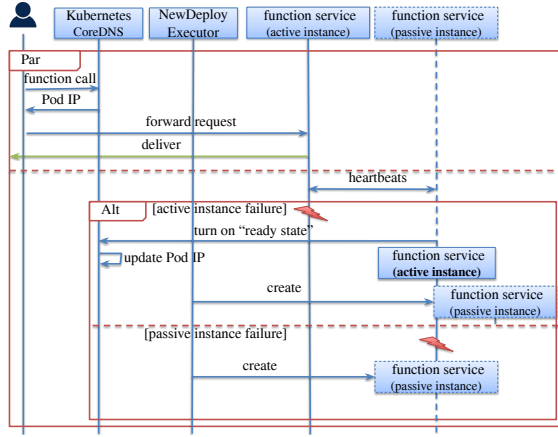 Kubernetes
CoreDNS
NewDeploy
Executor
function service
(active instance)
function service
(passive instance)
Par
function call
Pod IP
forward request
deliver
heartbeats
Alt
[active instance failure]
turn on “ready state”
update Pod IP
function service
(active instance)
create
function service
(passive instance)
[passive instance failure]
create
function service
(passive instance)